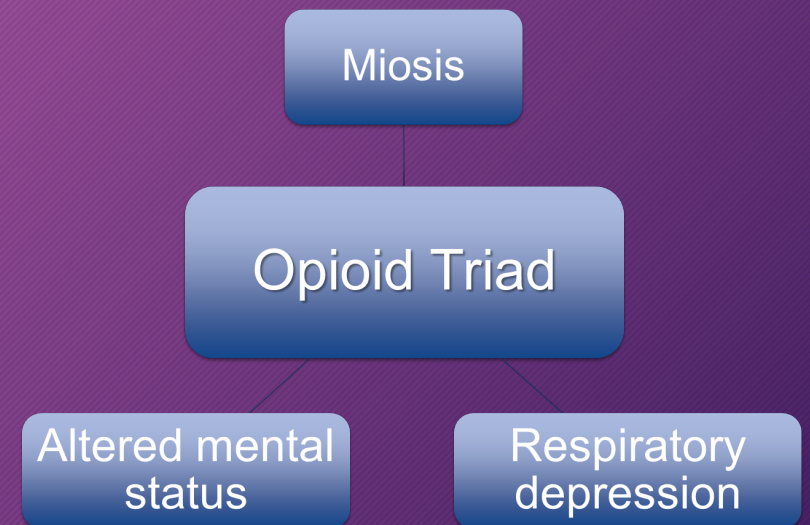 Miosis
Opioid Triad
Altered mental
status
Respiratory
depression